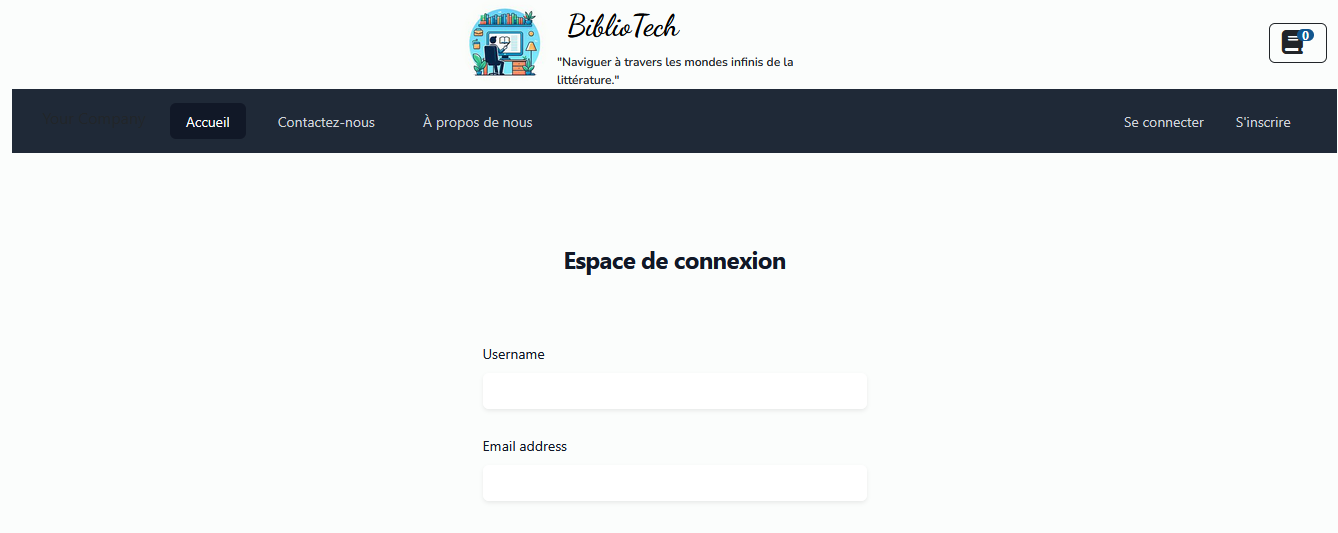 BiblioTech
"Naviguer à travers les mondes infinis de la
littérature."
0
Accueil Contactez-nous À propos de nous Se connecter S'inscrire
Espace de connexion
Username
Email address